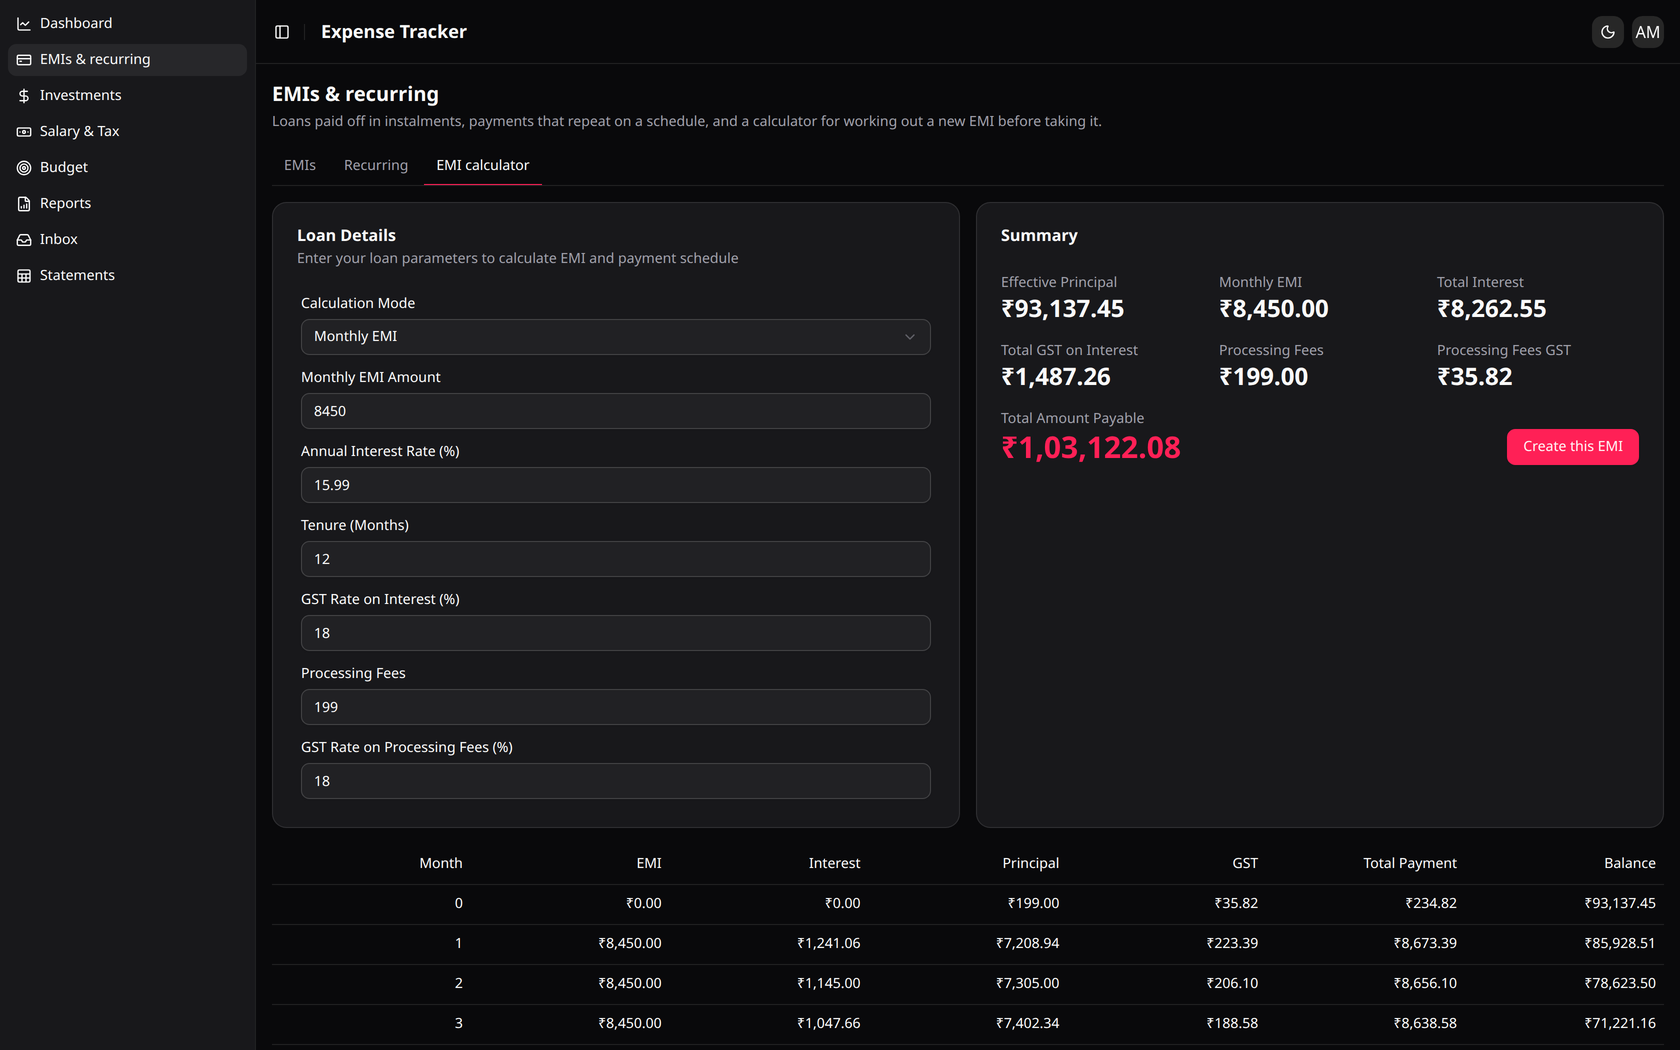 Dashboard
EMIs & recurring
Investments
Salary & Tax
Budget
Reports
Inbox
Statements
Expense Tracker
AM
EMIs & recurring
Loans paid off in instalments, payments that repeat on a schedule, and a calculator for working out a new EMI before taking it.
EMIs Recurring EMI calculator
Loan Details
Enter your loan parameters to calculate EMI and payment schedule
Calculation Mode
Monthly EMI
Monthly EMI Amount
8450
Annual Interest Rate (%)
15.99
Tenure (Months)
12
GST Rate on Interest (%)
18
Processing Fees
199
GST Rate on Processing Fees (%)
18
Summary
Effective Principal Monthly EMI Total Interest
₹93,137.45 ₹8,450.00 ₹8,262.55
Total GST on Interest Processing Fees Processing Fees GST
₹1,487.26 ₹199.00 ₹35.82
Total Amount Payable
₹1,03,122.08
Create this EMI
Month EMI Interest Principal GST Total Payment Balance
0 ₹0.00 ₹0.00 ₹199.00 ₹35.82 ₹234.82 ₹93,137.45
1 ₹8,450.00 ₹1,241.06 ₹7,208.94 ₹223.39 ₹8,673.39 ₹85,928.51
2 ₹8,450.00 ₹1,145.00 ₹7,305.00 ₹206.10 ₹8,656.10 ₹78,623.50
3 ₹8,450.00 ₹1,047.66 ₹7,402.34 ₹188.58 ₹8,638.58 ₹71,221.16